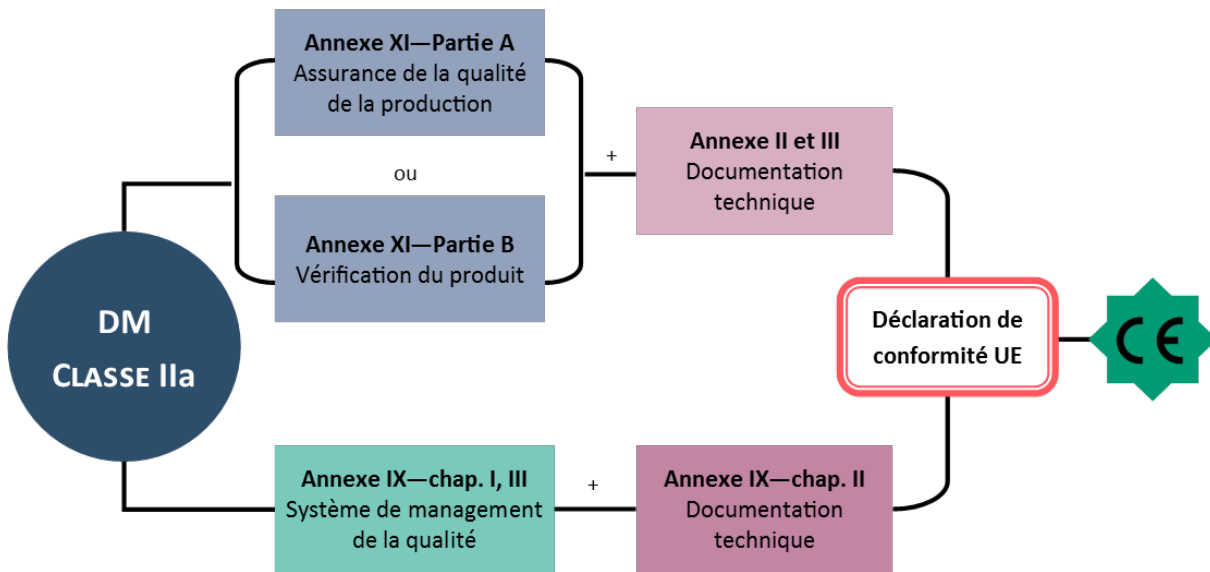 Annexe XI—Partie A
Assurance de la qualité
de la production
ou
Annexe XI—Partie B
Vérification du produit
+
Annexe II et III
Documentation
technique
DM
CLASSE IIa
Déclaration de
conformité UE
CE
Annexe IX—chap. I, III
Système de management
de la qualité
+
Annexe IX—chap. II
Documentation
technique